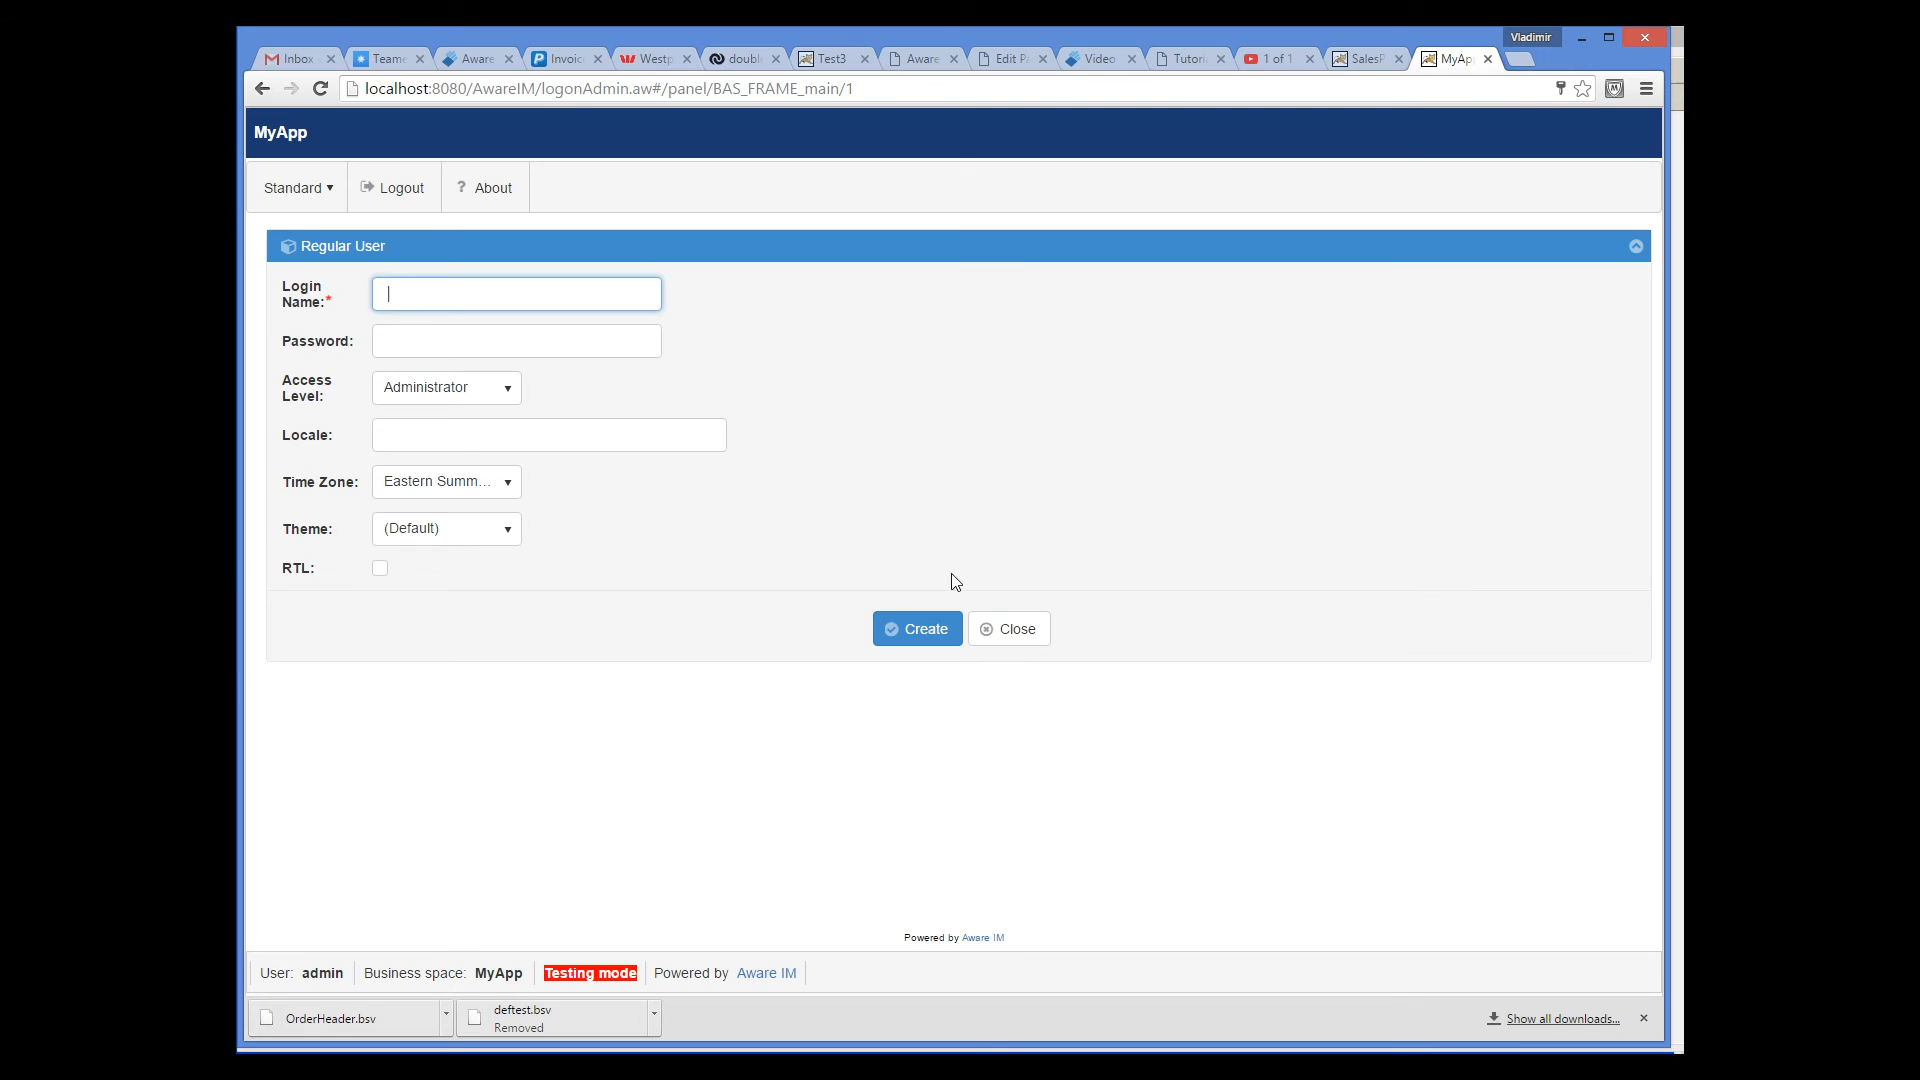 Vladimir
Inbox
Teame
Aware
Invoic
Westp
doubl
Test3
Aware
Edit P
Video
Tutori
1 of 1
SalesP
MyAp
localhost:8080/AwareIM/logonAdmin.aw#/panel/BAS_FRAME_main/1
MyApp
Standard
Logout
? About
Regular User
Login
Name:*
Password:
Access
Level:
Administrator
Locale:
Time Zone:
Eastern Summ...
Theme:
(Default)
RTL:
Create
Close
Powered by Aware IM
User: admin
Business space: MyApp
Testing mode
Powered by Aware IM
OrderHeader.bsv
deftest.bsv
Removed
Show all downloads...